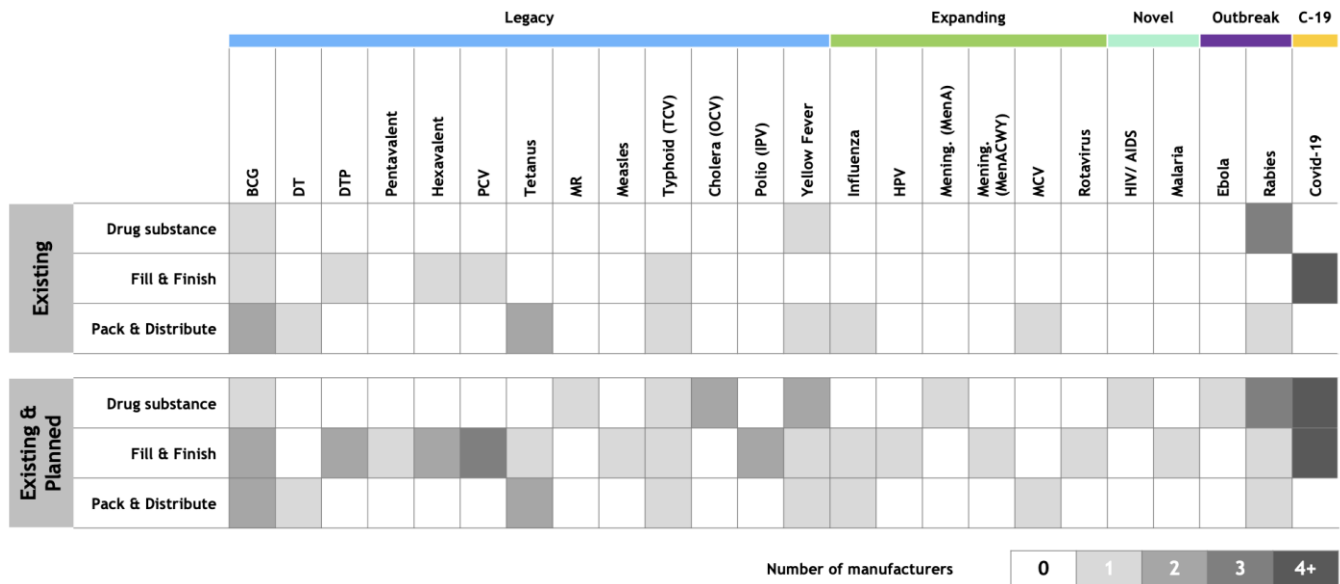 Legacy Expanding Novel Outbreak C-19
BCG
DT
DTP
Pentavalent
Hexavalent
PCV
Tetanus
MR
Measles
Typhoid (TCV)
Cholera (OCV)
Polio (IPV)
Yellow Fever
Influenza
HPV
Mening. (MenA)
Mening.
(MenACWY)
MCV
Rotavirus
HIV/ AIDS
Malaria
Ebola
Rabies
Covid-19
Existing
Drug substance
Fill & Finish
Pack & Distribute
Existing &
Planned
Drug substance
Fill & Finish
Pack & Distribute
Number of manufacturers 0 1 2 3 4+